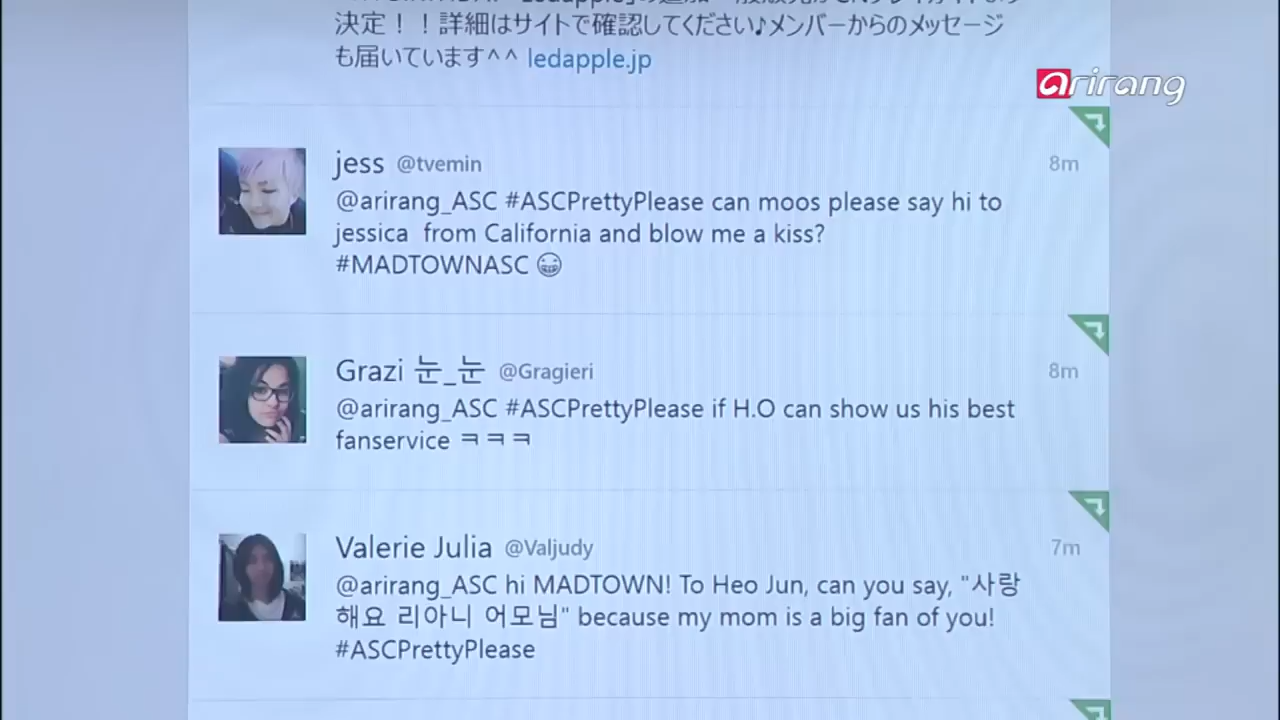 決定！！詳細はサイトで確認してください♪メンバーからのメッセージ
も届いています^^ ledapple.jp
arirang
jess @tvemin 8m
@arirang_ASC #ASCPrettyPlease can moos please say hi to
jessica from California and blow me a kiss?
#MADTOWNASC 😁
Grazi 눈_눈 @Gragieri 8m
@arirang_ASC #ASCPrettyPlease if H.O can show us his best
fanservice ㅋㅋㅋ
Valerie Julia @Valjudy 7m
@arirang_ASC hi MADTOWN! To Heo Jun, can you say, "사랑
해요 리아니 어모님" because my mom is a big fan of you!
#ASCPrettyPlease